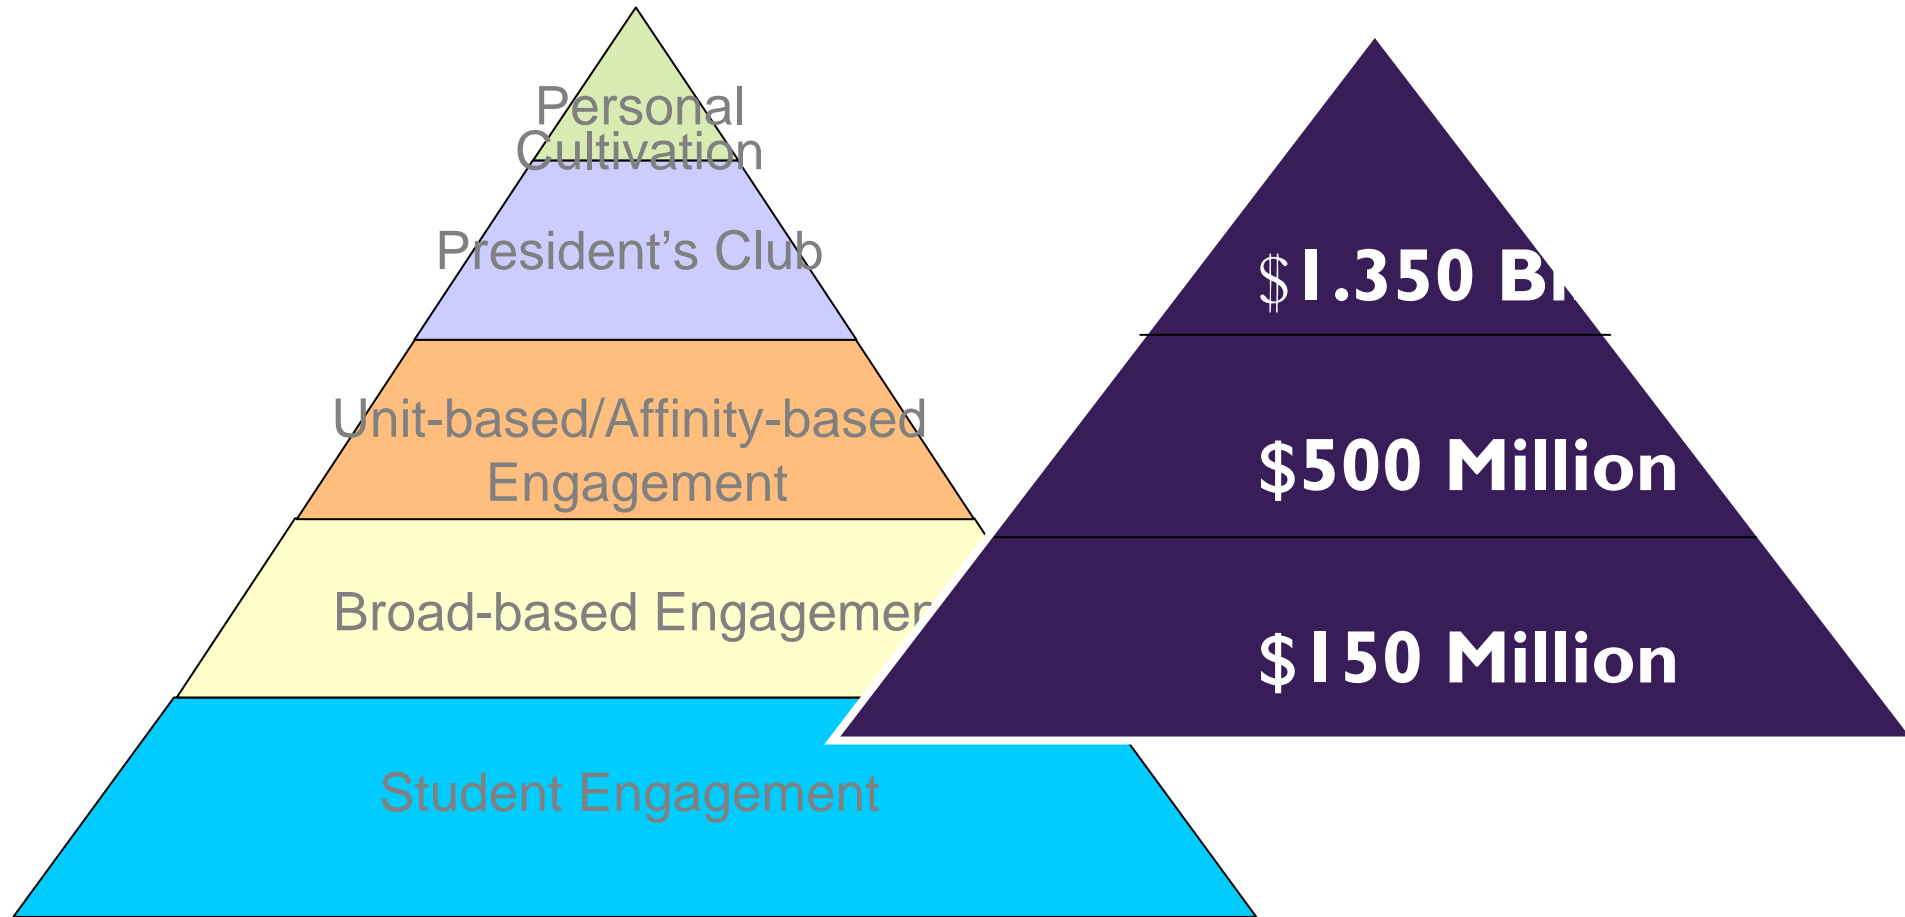 Personal
Cultivation
President’s Club
Unit-based/Affinity-based
Engagement
Broad-based Engagemen
Student Engagement
$1.350
$500 Million
$150 Million